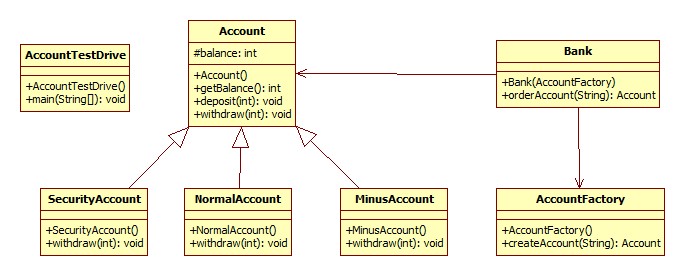 AccountTestDrive
+AccountTestDrive()
+main(String[]): void
Account
#balance: int
+Account()
+getBalance(): int
+deposit(int): void
+withdraw(int): void
Bank
+Bank(AccountFactory)
+orderAccount(String): Account
SecurityAccount
+SecurityAccount()
+withdraw(int): void
NormalAccount
+NormalAccount()
+withdraw(int): void
MinusAccount
+MinusAccount()
+withdraw(int): void
AccountFactory
+AccountFactory()
+createAccount(String): Account